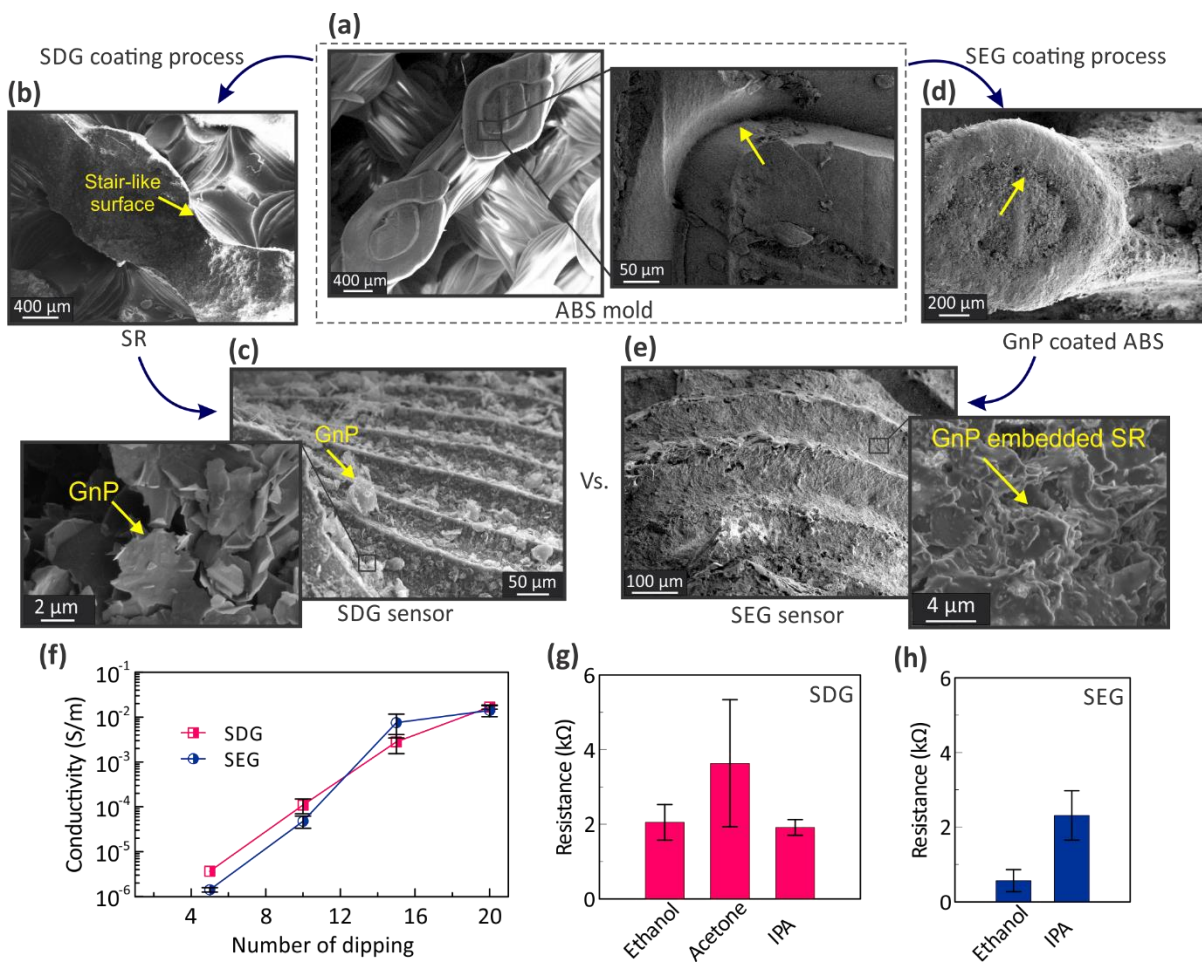 (a)
SDG coating process
SEG coating process
(b)
(d)
Stair-like
surface
400 µm
400 µm
50 µm
200 µm
ABS mold
SR
GnP coated ABS
(c)
(e)
GnP
GnP
2 µm
50 µm
SDG sensor
Vs.
GnP embedded SR
100 µm
4 µm
SEG sensor
(f)
Conductivity (S/m)
10⁻¹
10⁻²
10⁻³
10⁻⁴
10⁻⁵
10⁻⁶
SDG
SEG
4 8 12 16 20
Number of dipping
(g)
SDG
Resistance (kΩ)
6
4
2
0
Ethanol
Acetone
IPA
(h)
SEG
Resistance (kΩ)
6
4
2
0
Ethanol
IPA